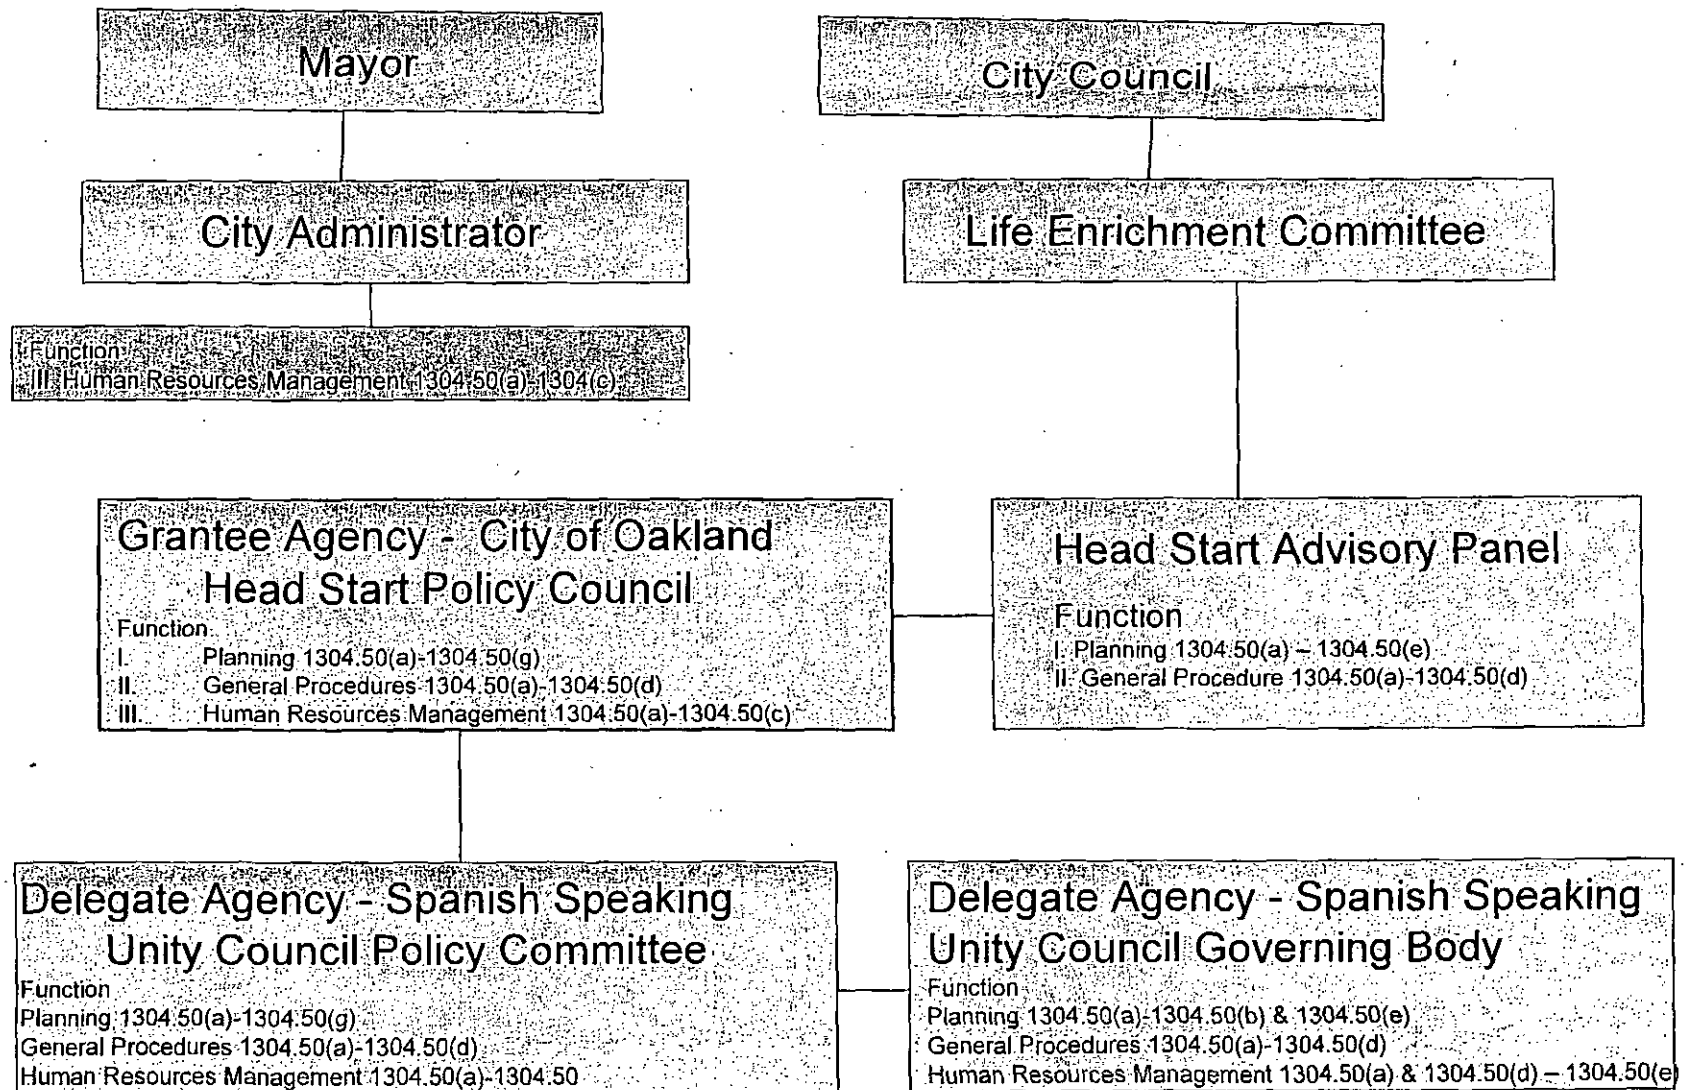 Mayor
City Council
City Administrator
Life Enrichment Committee
Function
III. Human Resources Management 1304.50(a)-1304(c)
Grantee Agency - City of Oakland
Head Start Policy Council
Function
I. Planning 1304.50(a)-1304.50(g)
II. General Procedures 1304.50(a)-1304.50(d)
III. Human Resources Management 1304.50(a)-1304.50(c)
Head Start Advisory Panel
Function
I. Planning 1304.50(a) – 1304.50(e)
II. General Procedure 1304.50(a)-1304.50(d)
Delegate Agency - Spanish Speaking
Unity Council Policy Committee
Function
Planning 1304.50(a)-1304.50(g)
General Procedures 1304.50(a)-1304.50(d)
Human Resources Management 1304.50(a)-1304.50
Delegate Agency - Spanish Speaking
Unity Council Governing Body
Function
Planning 1304.50(a)-1304.50(b) & 1304.50(e)
General Procedures 1304.50(a)-1304.50(d)
Human Resources Management 1304.50(a) & 1304.50(d) – 1304.50(e)